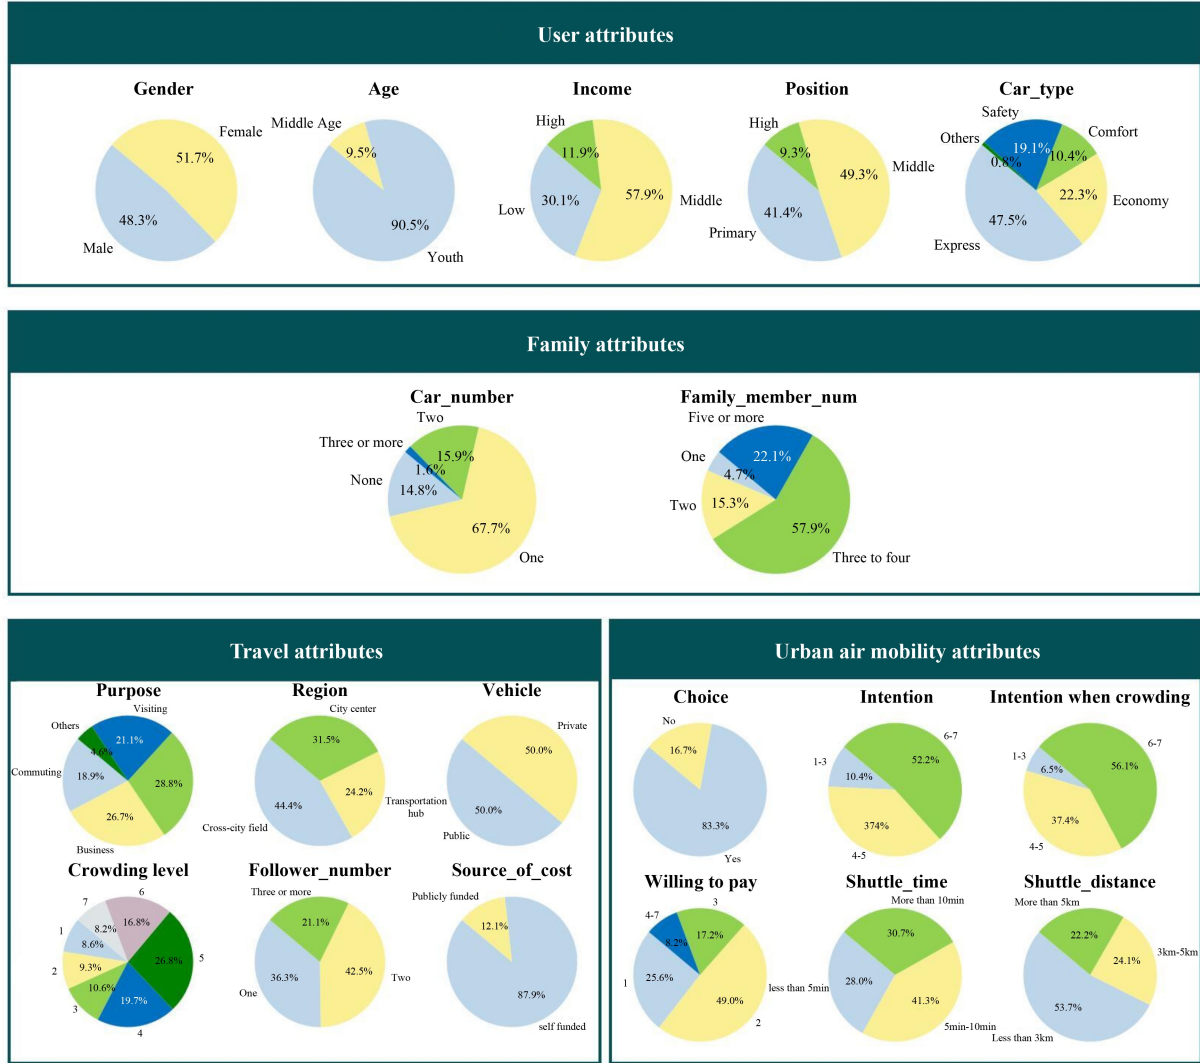 User attributes
Gender
Age
Income
Position
Car_type
Female
51.7%
48.3%
Male
Middle Age
9.5%
90.5%
Youth
High
11.9%
30.1%
Low
57.9%
Middle
High
9.3%
49.3%
Middle
41.4%
Primary
Safety
Others
19.1%
0.8%
Comfort
10.4%
22.3%
Economy
47.5%
Express
Family attributes
Car_number
Two
Three or more
15.9%
1.6%
None
14.8%
67.7%
One
Family_member_num
Five or more
22.1%
One
4.7%
Two
15.3%
57.9%
Three to four
Travel attributes
Purpose
Visiting
Others
21.1%
4.6%
Commuting
18.9%
28.8%
26.7%
Business
Region
City center
31.5%
24.2%
Transportation
hub
44.4%
Cross-city field
Vehicle
Private
50.0%
50.0%
Public
Crowding level
6
7
16.8%
8.2%
1
8.6%
26.8%
5
2
9.3%
10.6%
3
19.7%
4
Follower_number
Three or more
21.1%
36.3%
42.5%
Two
One
Source_of_cost
Publicly funded
12.1%
87.9%
self funded
Urban air mobility attributes
Choice
No
16.7%
83.3%
Yes
Intention
6-7
52.2%
1-3
10.4%
374%
4-5
Intention when crowding
6-7
56.1%
1-3
6.5%
37.4%
4-5
Willing to pay
3
4-7
17.2%
8.2%
25.6%
1
49.0%
2
Shuttle_time
More than 10min
30.7%
less than 5min
28.0%
41.3%
5min-10min
Shuttle_distance
More than 5km
22.2%
24.1%
3km-5km
53.7%
Less than 3km